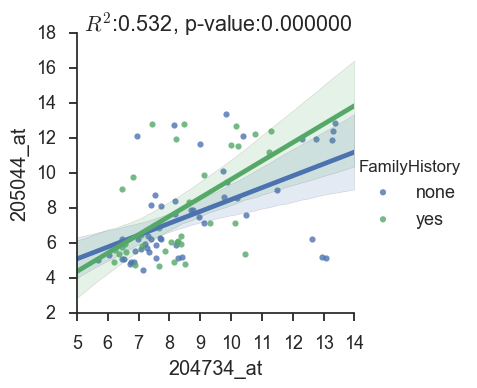 R²:0.532, p-value:0.000000
18
16
14
12
10
8
6
4
2
205044_at
5 6 7 8 9 10 11 12 13 14
204734_at
FamilyHistory
none
yes